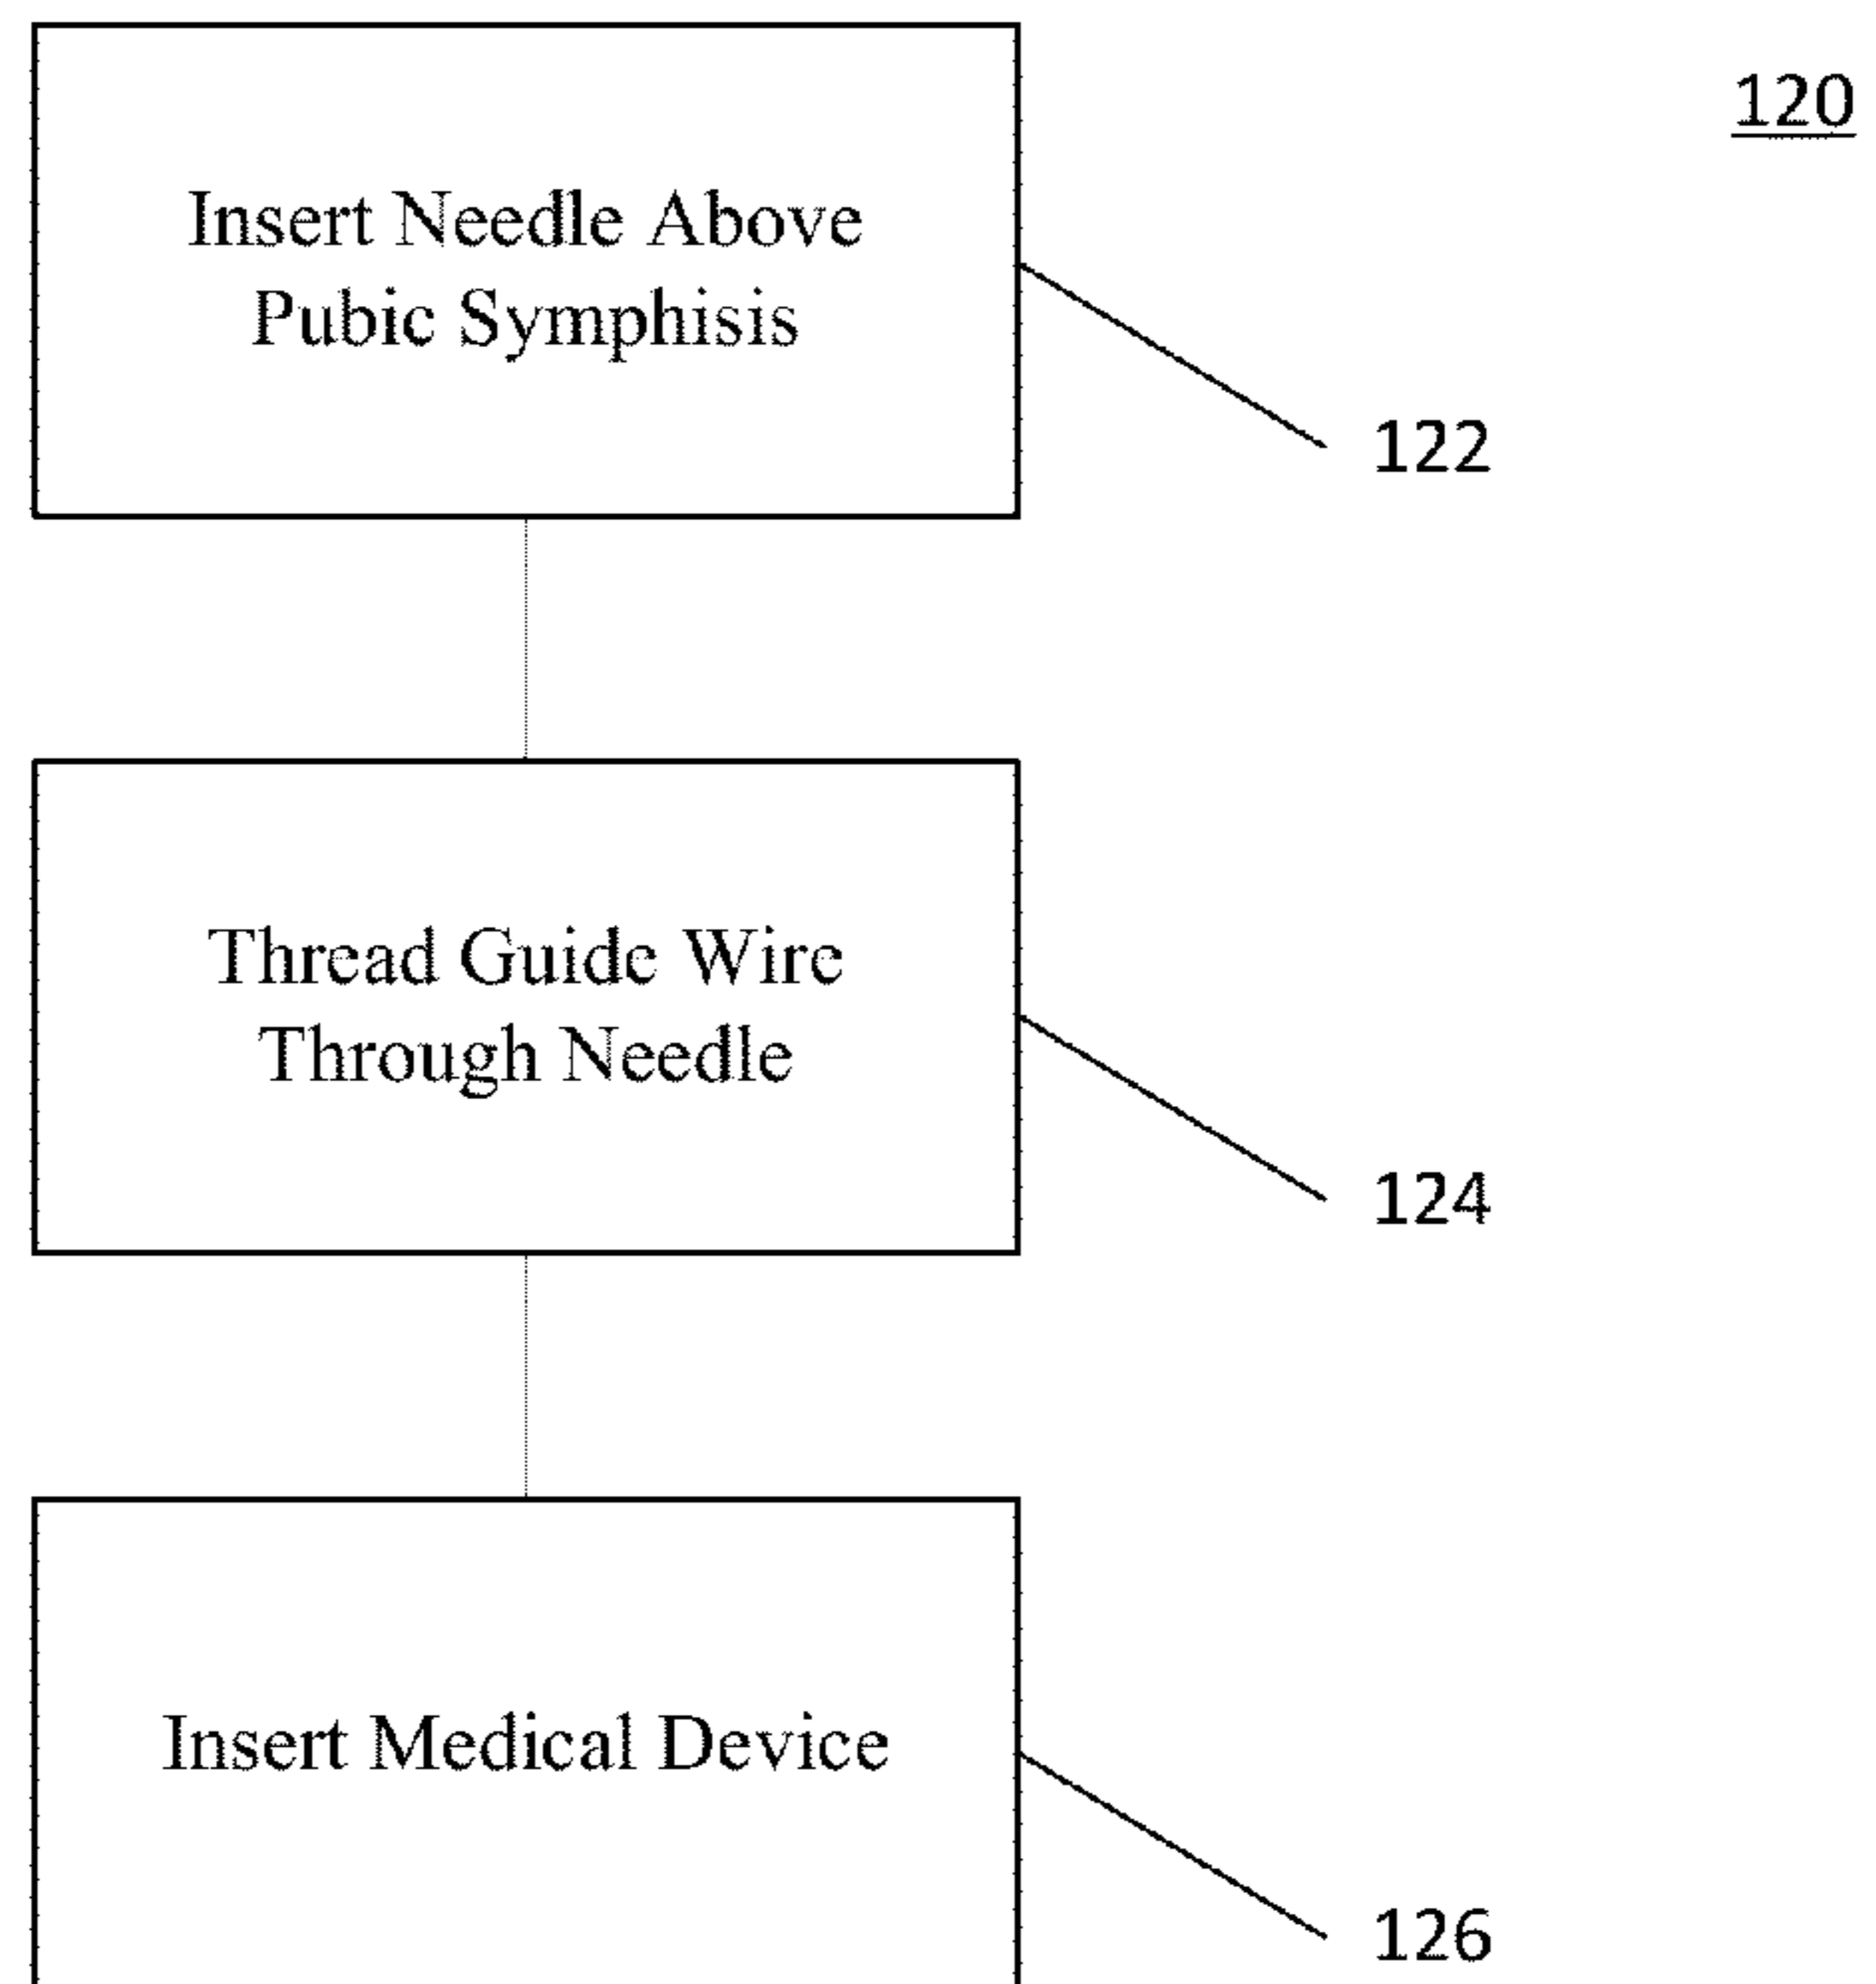 120
Insert Needle Above
Pubic Symphisis
122
Thread Guide Wire
Through Needle
124
Insert Medical Device
126